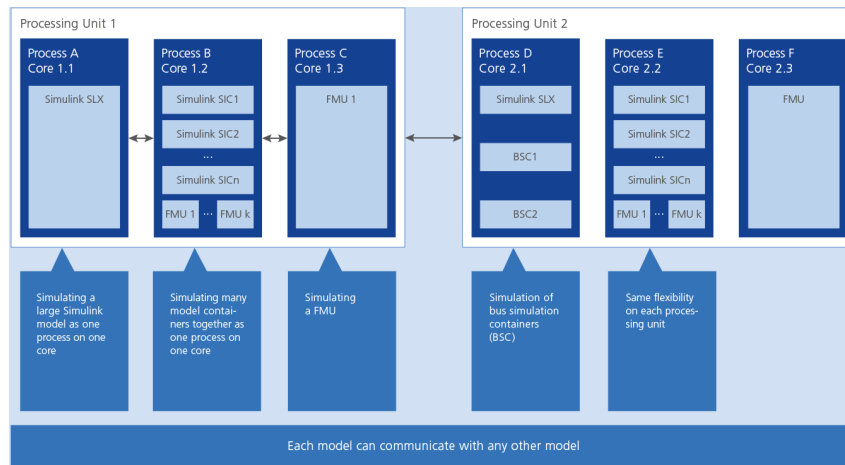 Processing Unit 1
Process A
Core 1.1
Simulink SLX
Process B
Core 1.2
Simulink SIC1
Simulink SIC2
...
Simulink SICn
FMU 1
...
FMU k
Process C
Core 1.3
FMU 1
Processing Unit 2
Process D
Core 2.1
Simulink SLX
BSC1
BSC2
Process E
Core 2.2
Simulink SIC1
Simulink SIC2
...
Simulink SICn
FMU 1
...
FMU k
Process F
Core 2.3
FMU
Simulating a
large Simulink
model as one
process on one
core
Simulating many
model contai-
ners together as
one process on
one core
Simulating
a FMU
Simulation of
bus simulation
containers
(BSC)
Same flexibility
on each proces-
sing unit
Each model can communicate with any other model